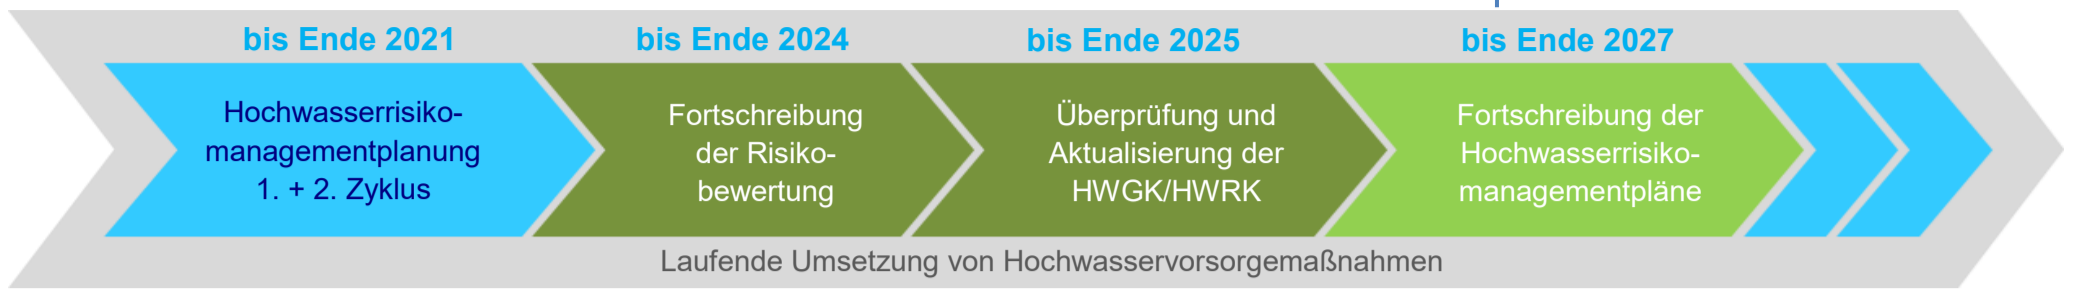 bis Ende 2021
Hochwasserrisiko-
managementplanung
1. + 2. Zyklus
bis Ende 2024
Fortschreibung
der Risiko-
bewertung
bis Ende 2025
Überprüfung und
Aktualisierung der
HWGK/HWRK
bis Ende 2027
Fortschreibung der
Hochwasserrisiko-
managementpläne
Laufende Umsetzung von Hochwasservorsorgemaßnahmen